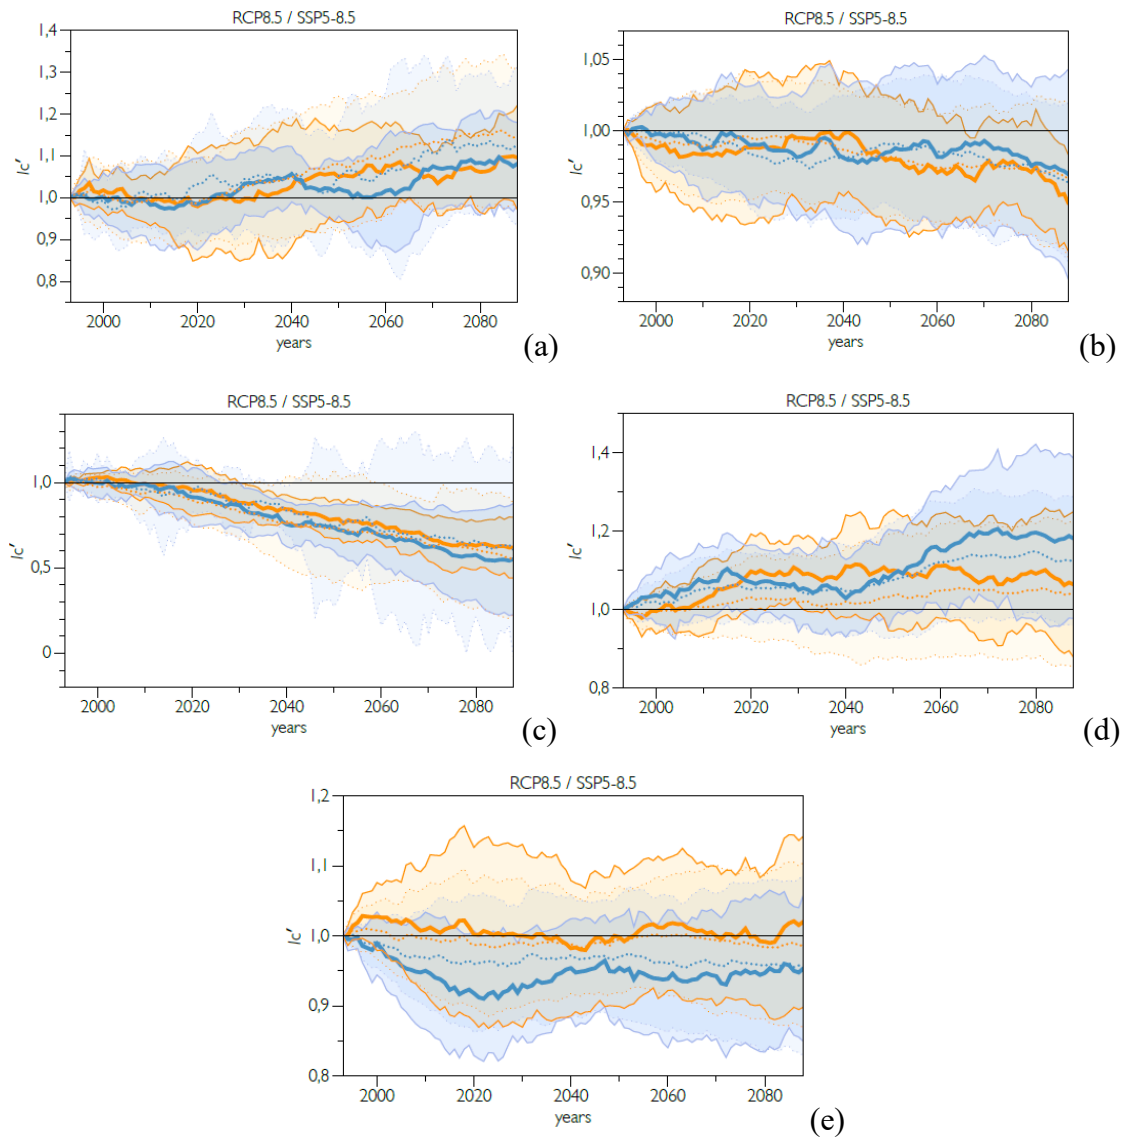 RCP8.5 / SSP5-8.5
1,4
1,3
1,2
1,1
1,0
0,9
0,8
Ic′
2000 2020 2040 2060 2080
years
(a)
RCP8.5 / SSP5-8.5
1,05
1,00
0,95
0,90
Ic′
2000 2020 2040 2060 2080
years
(b)
RCP8.5 / SSP5-8.5
1,0
0,5
0
Ic′
2000 2020 2040 2060 2080
years
(c)
RCP8.5 / SSP5-8.5
1,4
1,2
1,0
0,8
Ic′
2000 2020 2040 2060 2080
years
(d)
RCP8.5 / SSP5-8.5
1,2
1,1
1,0
0,9
0,8
Ic′
2000 2020 2040 2060 2080
years
(e)